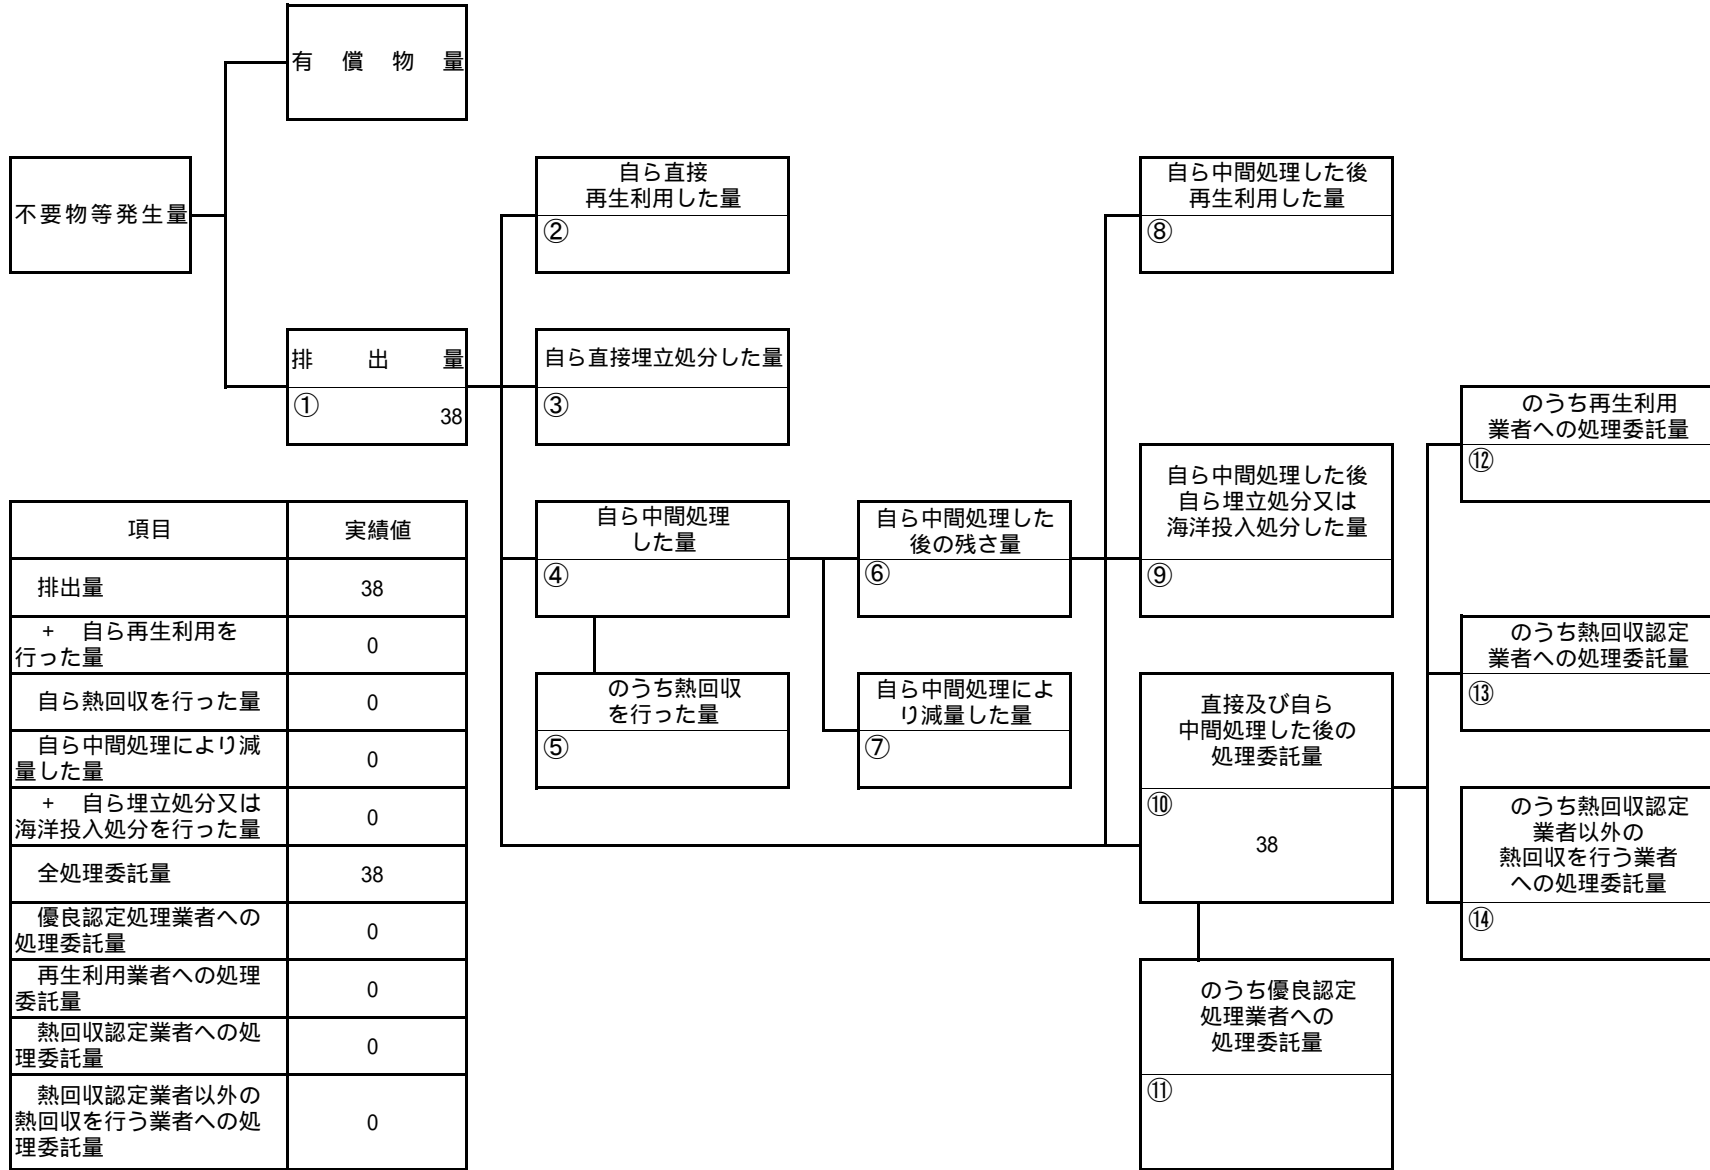 有償物量
不要物等発生量
自ら直接
再生利用した量
②
自ら中間処理した後
再生利用した量
⑧
排出量
①
38
自ら直接埋立処分した量
③
のうち再生利用
業者への処理委託量
⑫
自ら中間処理
した量
④
自ら中間処理した
後の残さ量
⑥
自ら中間処理した後
自ら埋立処分又は
海洋投入処分した量
⑨
のうち熱回収認定
業者への処理委託量
⑬
のうち熱回収
を行った量
⑤
自ら中間処理によ
り減量した量
⑦
直接及び自ら
中間処理した後の
処理委託量
⑩
38
のうち熱回収認定
業者以外の
熱回収を行う業者
への処理委託量
⑭
のうち優良認定
処理業者への
処理委託量
⑪
項目 実績値
排出量 38
+ 自ら再生利用を
行った量
0
自ら熱回収を行った量 0
自ら中間処理により減
量した量
0
+ 自ら埋立処分又は
海洋投入処分を行った量
0
全処理委託量 38
優良認定処理業者への
処理委託量
0
再生利用業者への処理
委託量
0
熱回収認定業者への処
理委託量
0
熱回収認定業者以外の
熱回収を行う業者への処
理委託量
0